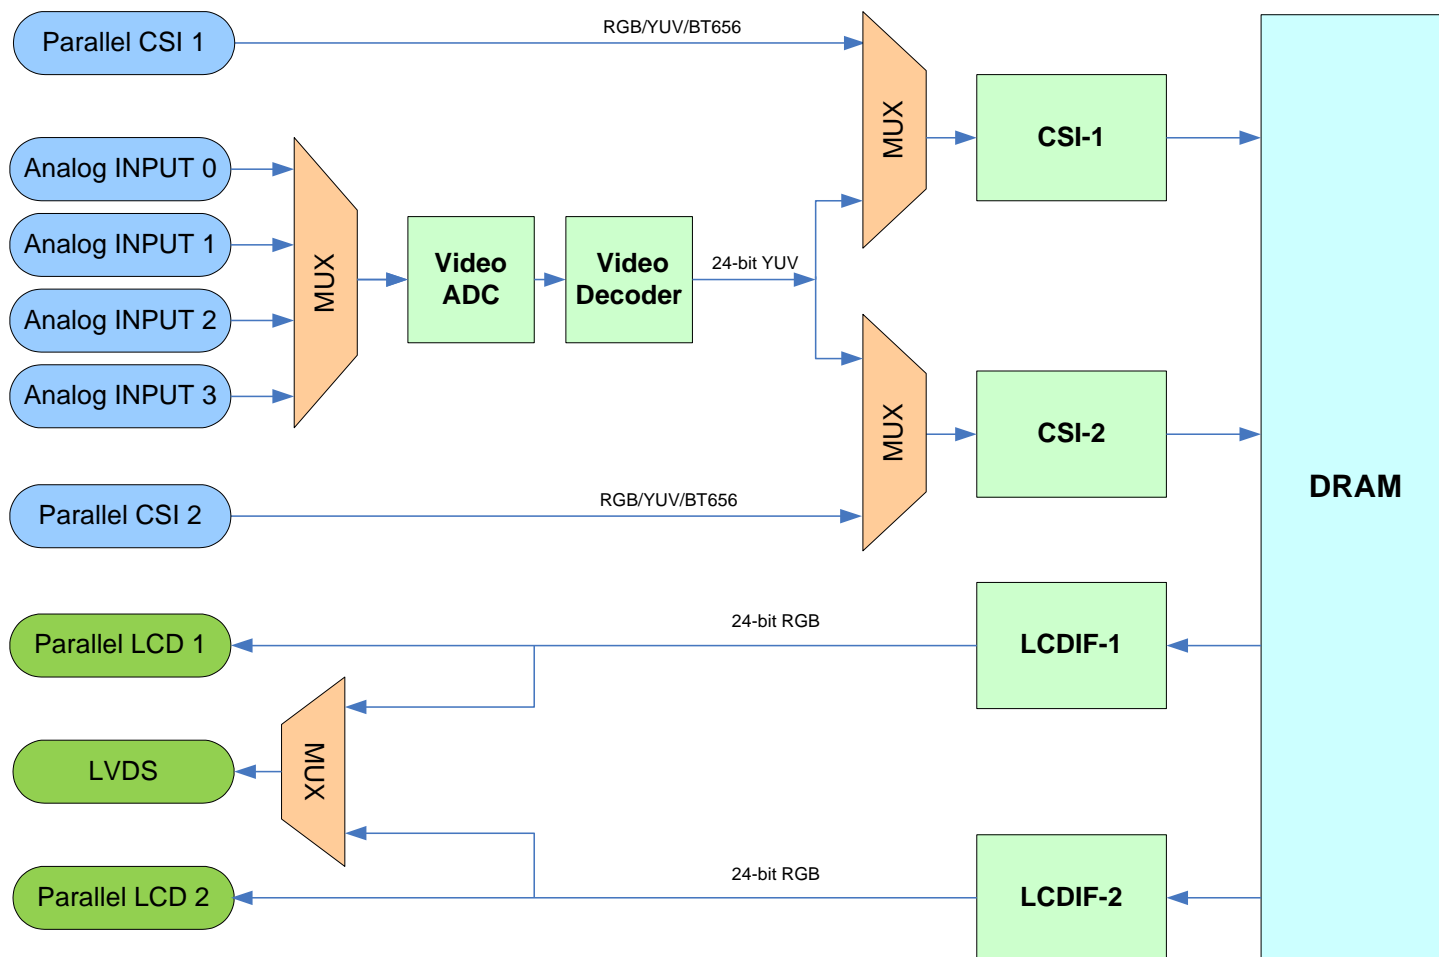 Parallel CSI 1
RGB/YUV/BT656
MUX
CSI-1
Analog INPUT 0
Analog INPUT 1
Analog INPUT 2
Analog INPUT 3
MUX
Video
ADC
Video
Decoder
24-bit YUV
MUX
CSI-2
DRAM
Parallel CSI 2
RGB/YUV/BT656
Parallel LCD 1
24-bit RGB
LCDIF-1
LVDS
MUX
Parallel LCD 2
24-bit RGB
LCDIF-2